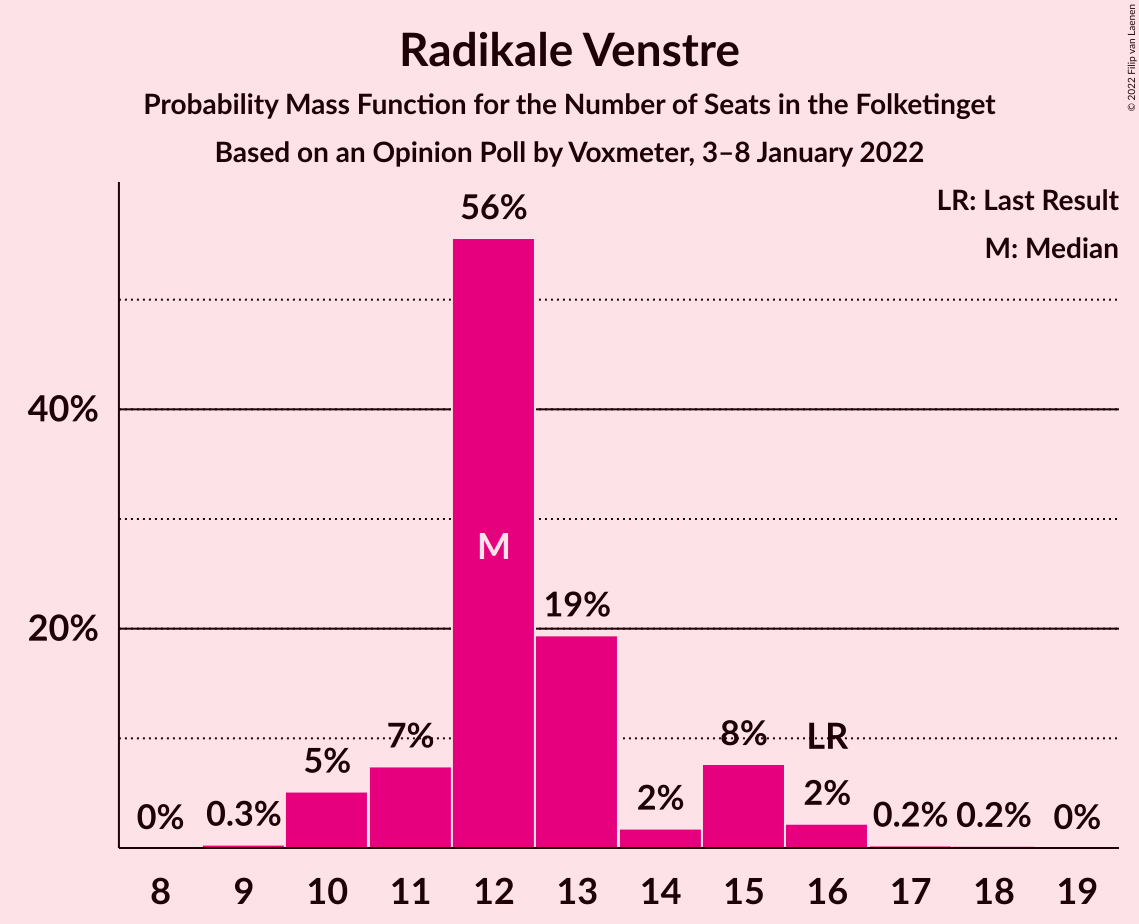 Radikale Venstre
Probability Mass Function for the Number of Seats in the Folketinget
Based on an Opinion Poll by Voxmeter, 3–8 January 2022
© 2022 Filip van Laenen
LR: Last Result
M: Median
40%
20%
0%
0.3%
5%
7%
56%
M
19%
2%
8%
LR
2%
0.2%
0.2%
0%
8 9 10 11 12 13 14 15 16 17 18 19